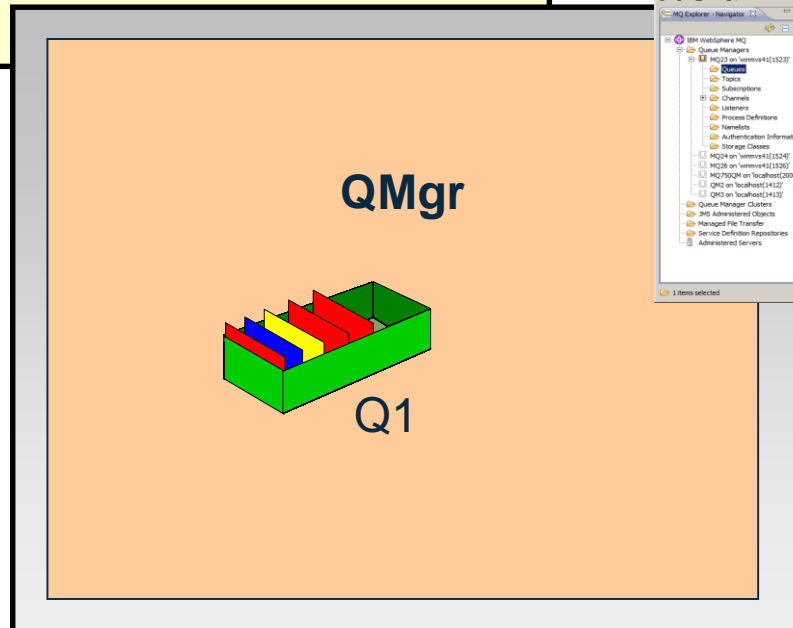 MQ Explorer - Navigator
IBM WebSphere MQ
Queue Managers
MQ23 on 'winmvs41(1523)'
Queues
Topics
Subscriptions
Channels
Listeners
Process Definitions
Namelists
Authentication Informat
Storage Classes
MQ24 on 'winmvs41(1524)'
MQ26 on 'winmvs41(1526)'
MQ750QM on 'localhost(200
QM2 on 'localhost(1412)'
QM3 on 'localhost(1413)'
Queue Manager Clusters
JMS Administered Objects
Managed File Transfer
Service Definition Repositories
Administered Servers
1 items selected
QMgr
Q1